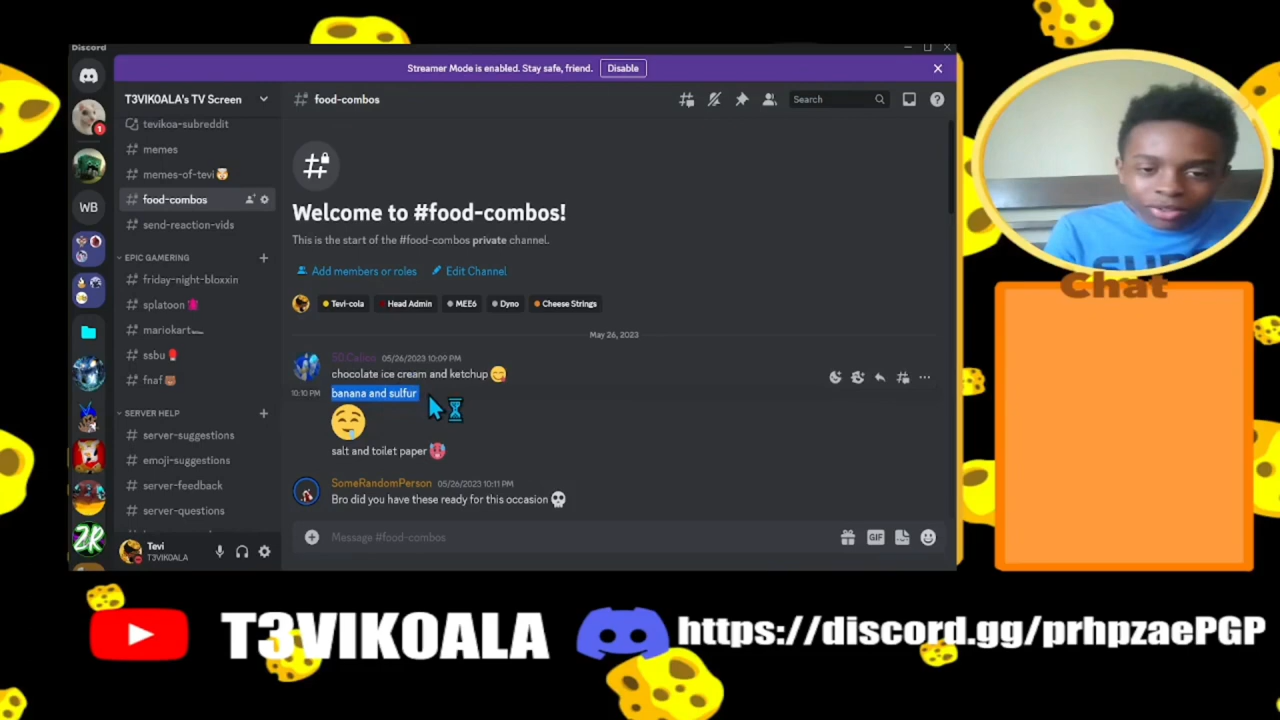 Discord
Streamer Mode is enabled. Stay safe, friend.
Disable
T3VIK0ALA's TV Screen
tevikoa-subreddit
memes
memes-of-tevi
food-combos
send-reaction-vids
EPIC GAMERING
friday-night-bloxxin
splatoon
mariokart
ssbu
fnaf
SERVER HELP
server-suggestions
emoji-suggestions
server-feedback
server-questions
Tevi
T3VIKOALA
WB
ZR
food-combos
Search
Welcome to #food-combos!
This is the start of the #food-combos private channel.
Add members or roles
Edit Channel
Tevi-cola
Head Admin
MEE6
Dyno
Cheese Strings
May 26, 2023
05/26/2023 10:09 PM
chocolate ice cream and ketchup
10:10 PM
banana and sulfur
salt and toilet paper
SomeRandomPerson 05/26/2023 10:11 PM
Bro did you have these ready for this occasion
Message #food-combos
GIF
Chat
T3VIKOALA
https://discord.gg/prhpzaePGP